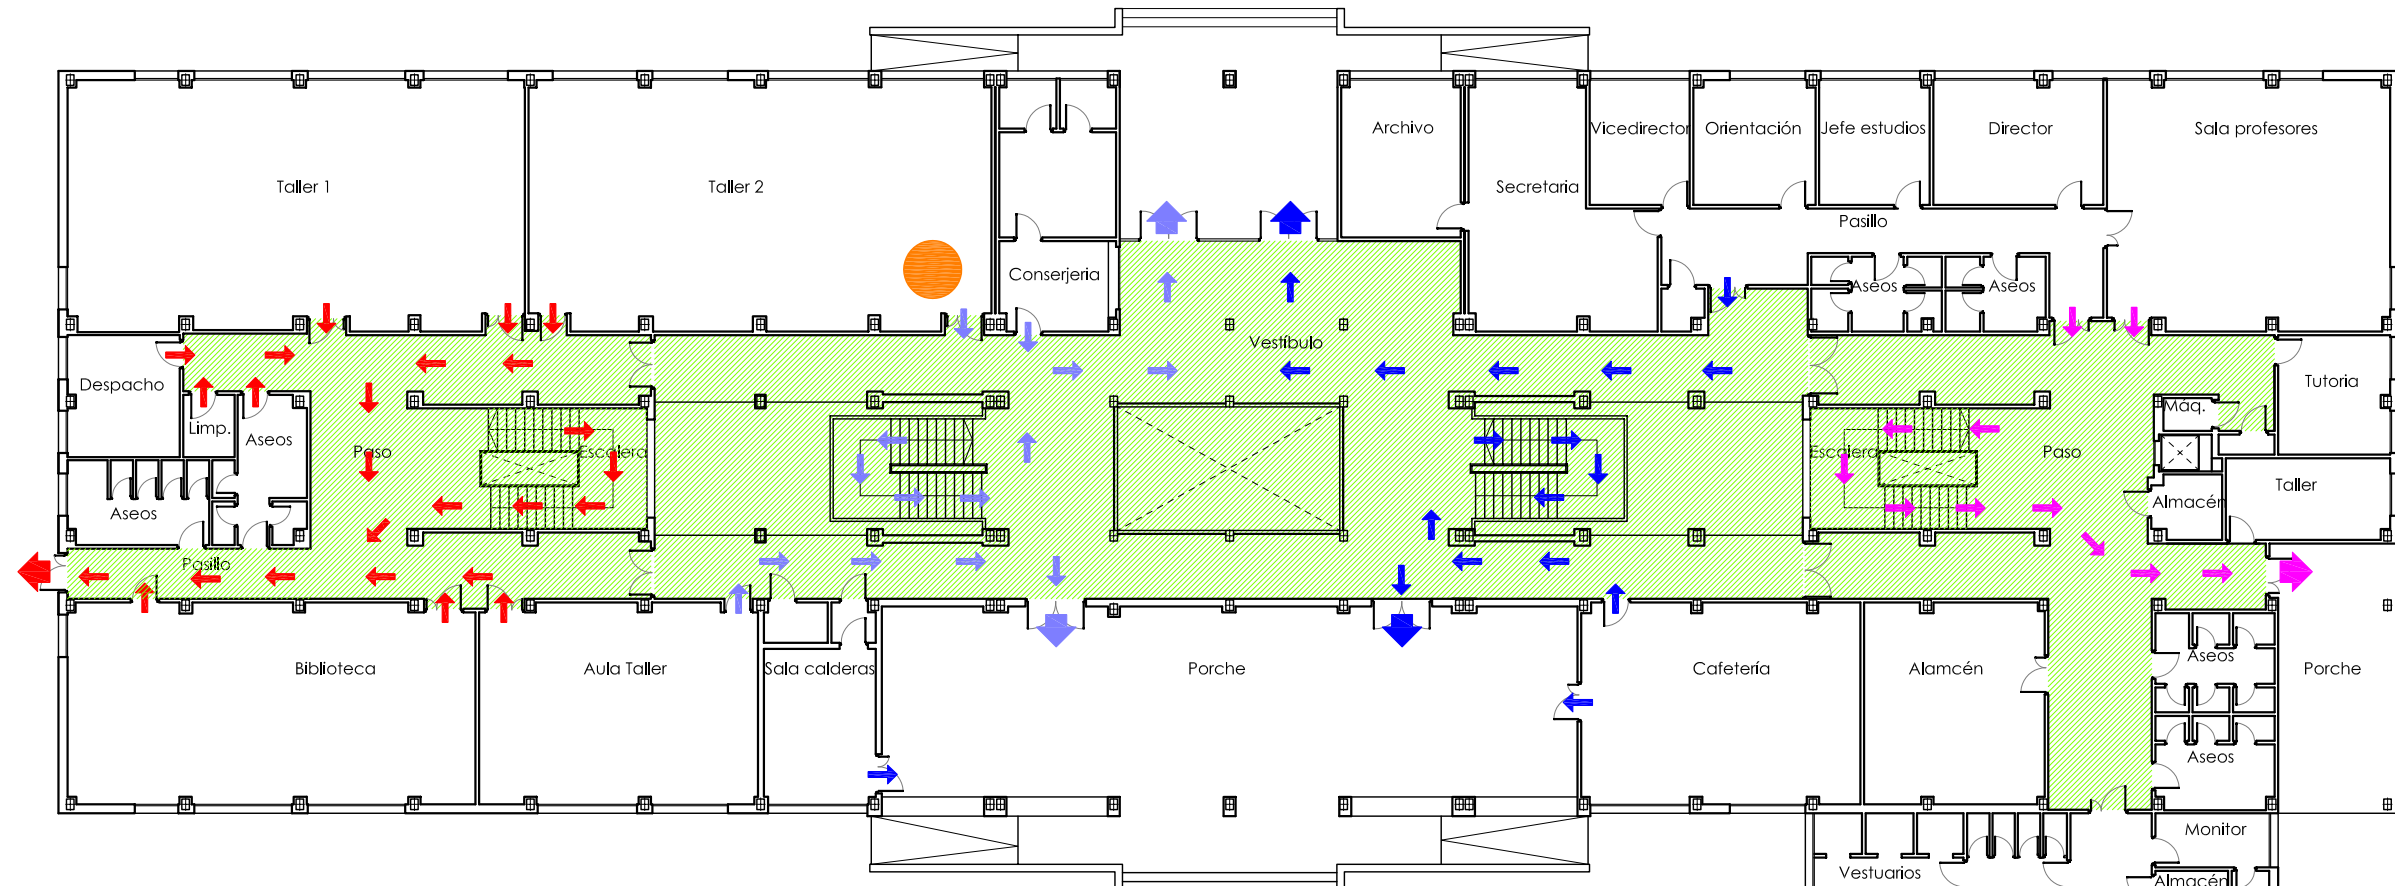 Archivo
Vicedirector
Orientación
Jefe estudios
Director
Sala profesores
Taller 1
Taller 2
Secretaria
Pasillo
Conserjeria
Aseos
Aseos
Vestíbulo
Despacho
Tutoria
Máq.
Limp.
Aseos
Paso
Escalera
Escalera
Paso
Taller
Almacén
Aseos
Pasillo
Biblioteca
Aula Taller
Sala calderas
Porche
Cafetería
Alamcén
Aseos
Porche
Aseos
Monitor
Vestuarios
Almacén